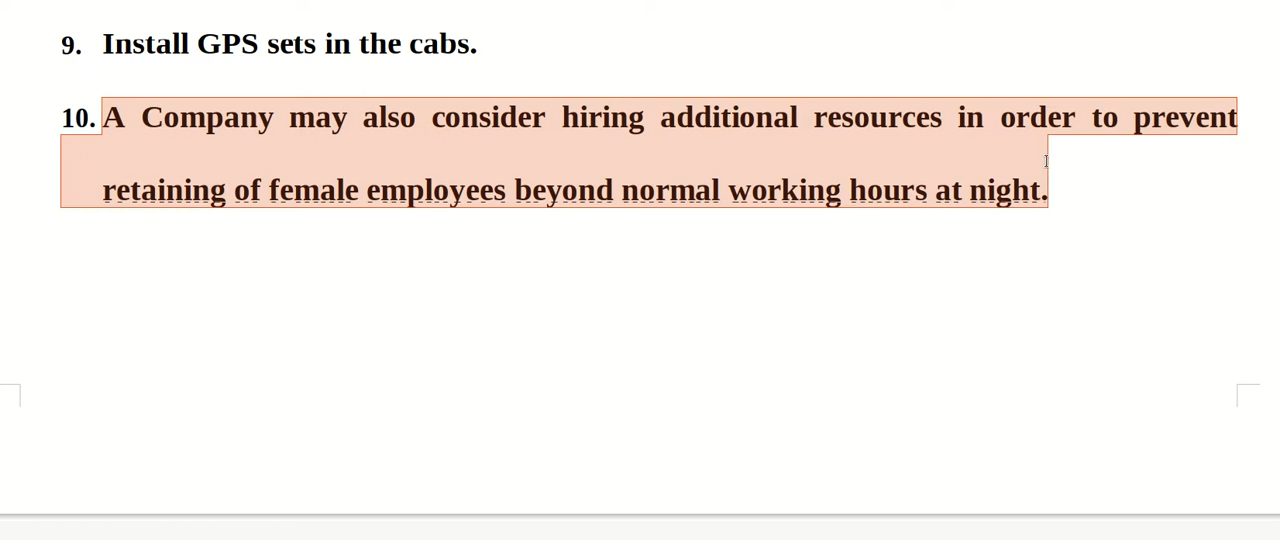 9. Install GPS sets in the cabs.
10. A Company may also consider hiring additional resources in order to prevent
retaining of female employees beyond normal working hours at night.